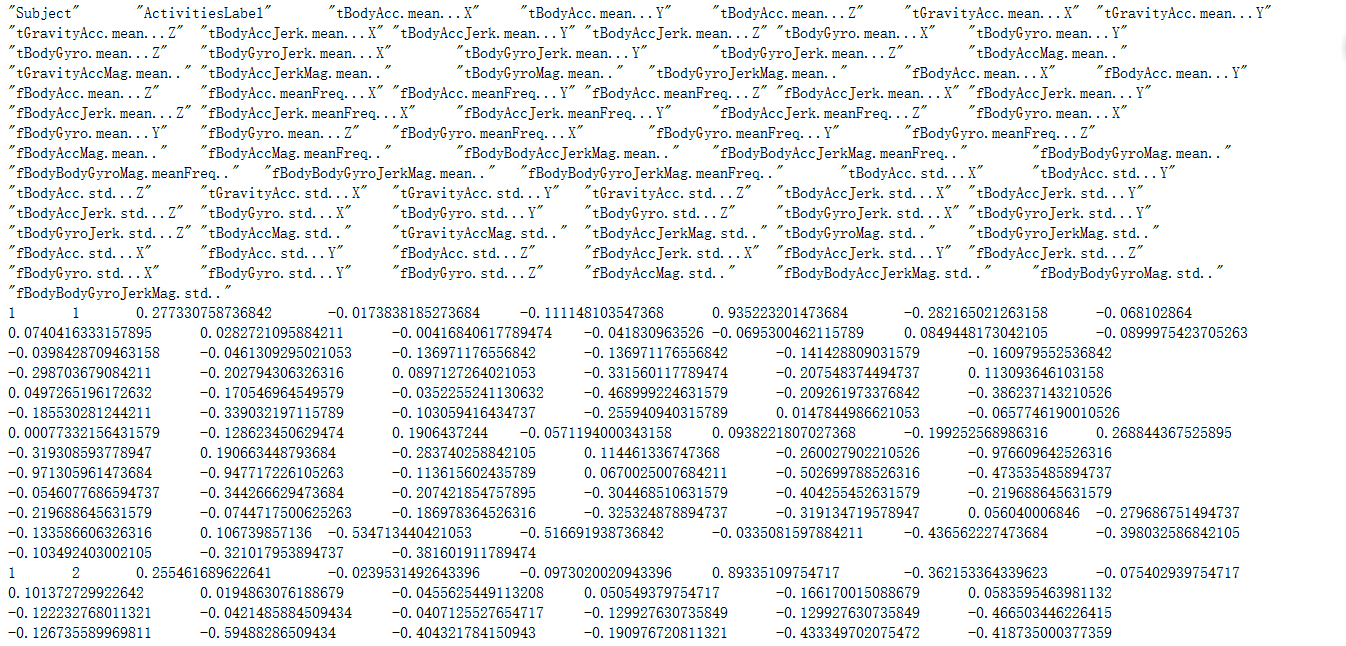 "Subject" "ActivitiesLabel" "tBodyAcc.mean...X" "tBodyAcc.mean...Y" "tBodyAcc.mean...Z" "tGravityAcc.mean...X" "tGravityAcc.mean...Y"
"tGravityAcc.mean...Z" "tBodyAccJerk.mean...X" "tBodyAccJerk.mean...Y" "tBodyAccJerk.mean...Z" "tBodyGyro.mean...X" "tBodyGyro.mean...Y"
"tBodyGyro.mean...Z" "tBodyGyroJerk.mean...X" "tBodyGyroJerk.mean...Y" "tBodyGyroJerk.mean...Z" "tBodyAccMag.mean.."
"tGravityAccMag.mean.." "tBodyAccJerkMag.mean.." "tBodyGyroMag.mean.." "tBodyGyroJerkMag.mean.." "fBodyAcc.mean...X" "fBodyAcc.mean...Y"
"fBodyAcc.mean...Z" "fBodyAcc.meanFreq...X" "fBodyAcc.meanFreq...Y" "fBodyAcc.meanFreq...Z" "fBodyAccJerk.mean...X" "fBodyAccJerk.mean...Y"
"fBodyAccJerk.mean...Z" "fBodyAccJerk.meanFreq...X" "fBodyAccJerk.meanFreq...Y" "fBodyAccJerk.meanFreq...Z" "fBodyGyro.mean...X"
"fBodyGyro.mean...Y" "fBodyGyro.mean...Z" "fBodyGyro.meanFreq...X" "fBodyGyro.meanFreq...Y" "fBodyGyro.meanFreq...Z"
"fBodyAccMag.mean.." "fBodyAccMag.meanFreq.." "fBodyBodyAccJerkMag.mean.." "fBodyBodyAccJerkMag.meanFreq.." "fBodyBodyGyroMag.mean.."
"fBodyBodyGyroMag.meanFreq.." "fBodyBodyGyroJerkMag.mean.." "fBodyBodyGyroJerkMag.meanFreq.." "tBodyAcc.std...X" "tBodyAcc.std...Y"
"tBodyAcc.std...Z" "tGravityAcc.std...X" "tGravityAcc.std...Y" "tGravityAcc.std...Z" "tBodyAccJerk.std...X" "tBodyAccJerk.std...Y"
"tBodyAccJerk.std...Z" "tBodyGyro.std...X" "tBodyGyro.std...Y" "tBodyGyro.std...Z" "tBodyGyroJerk.std...X" "tBodyGyroJerk.std...Y"
"tBodyGyroJerk.std...Z" "tBodyAccMag.std.." "tGravityAccMag.std.." "tBodyAccJerkMag.std.." "tBodyGyroMag.std.." "tBodyGyroJerkMag.std.."
"fBodyAcc.std...X" "fBodyAcc.std...Y" "fBodyAcc.std...Z" "fBodyAccJerk.std...X" "fBodyAccJerk.std...Y" "fBodyAccJerk.std...Z"
"fBodyGyro.std...X" "fBodyGyro.std...Y" "fBodyGyro.std...Z" "fBodyAccMag.std.." "fBodyBodyAccJerkMag.std.." "fBodyBodyGyroMag.std.."
"fBodyBodyGyroJerkMag.std.."
1 1 0.277330758736842 -0.0173838185273684 -0.111148103547368 0.935223201473684 -0.282165021263158 -0.068102864
0.0740416333157895 0.0282721095884211 -0.00416840617789474 -0.041830963526 -0.0695300462115789 0.0849448173042105 -0.0899975423705263
-0.0398428709463158 -0.0461309295021053 -0.136971176556842 -0.136971176556842 -0.141428809031579 -0.160979552536842
-0.298703679084211 -0.202794306326316 0.0897127264021053 -0.331560117789474 -0.207548374494737 0.113093646103158
0.0497265196172632 -0.170546964549579 -0.0352255241130632 -0.468999224631579 -0.209261973376842 -0.386237143210526
-0.185530281244211 -0.339032197115789 -0.103059416434737 -0.255940940315789 0.0147844986621053 -0.0657746190010526
0.00077332156431579 -0.128623450629474 0.1906437244 -0.0571194000343158 0.0938221807027368 -0.199252568986316 0.268844367525895
-0.319308593778947 0.190663448793684 -0.283740258842105 0.114461336747368 -0.260027902210526 -0.976609642526316
-0.971305961473684 -0.947717226105263 -0.113615602435789 0.0670025007684211 -0.502699788526316 -0.473535485894737
-0.0546077686594737 -0.344266629473684 -0.207421854757895 -0.304468510631579 -0.404255452631579 -0.219688645631579
-0.219688645631579 -0.0744717500625263 -0.186978364526316 -0.325324878894737 -0.319134719578947 0.056040006846 -0.279686751494737
-0.133586606326316 0.106739857136 -0.534713440421053 -0.516691938736842 -0.0335081597884211 -0.436562227473684 -0.398032586842105
-0.103492403002105 -0.321017953894737 -0.381601911789474
1 2 0.255461689622641 -0.0239531492643396 -0.0973020020943396 0.89335109754717 -0.362153364339623 -0.075402939754717
0.101372729922642 0.0194863076188679 -0.0455625449113208 0.050549379754717 -0.166170015088679 0.0583595463981132
-0.122232768011321 -0.0421485884509434 -0.0407125527654717 -0.129927630735849 -0.129927630735849 -0.466503446226415
-0.126735589969811 -0.59488286509434 -0.404321784150943 -0.190976720811321 -0.433349702075472 -0.418735000377359